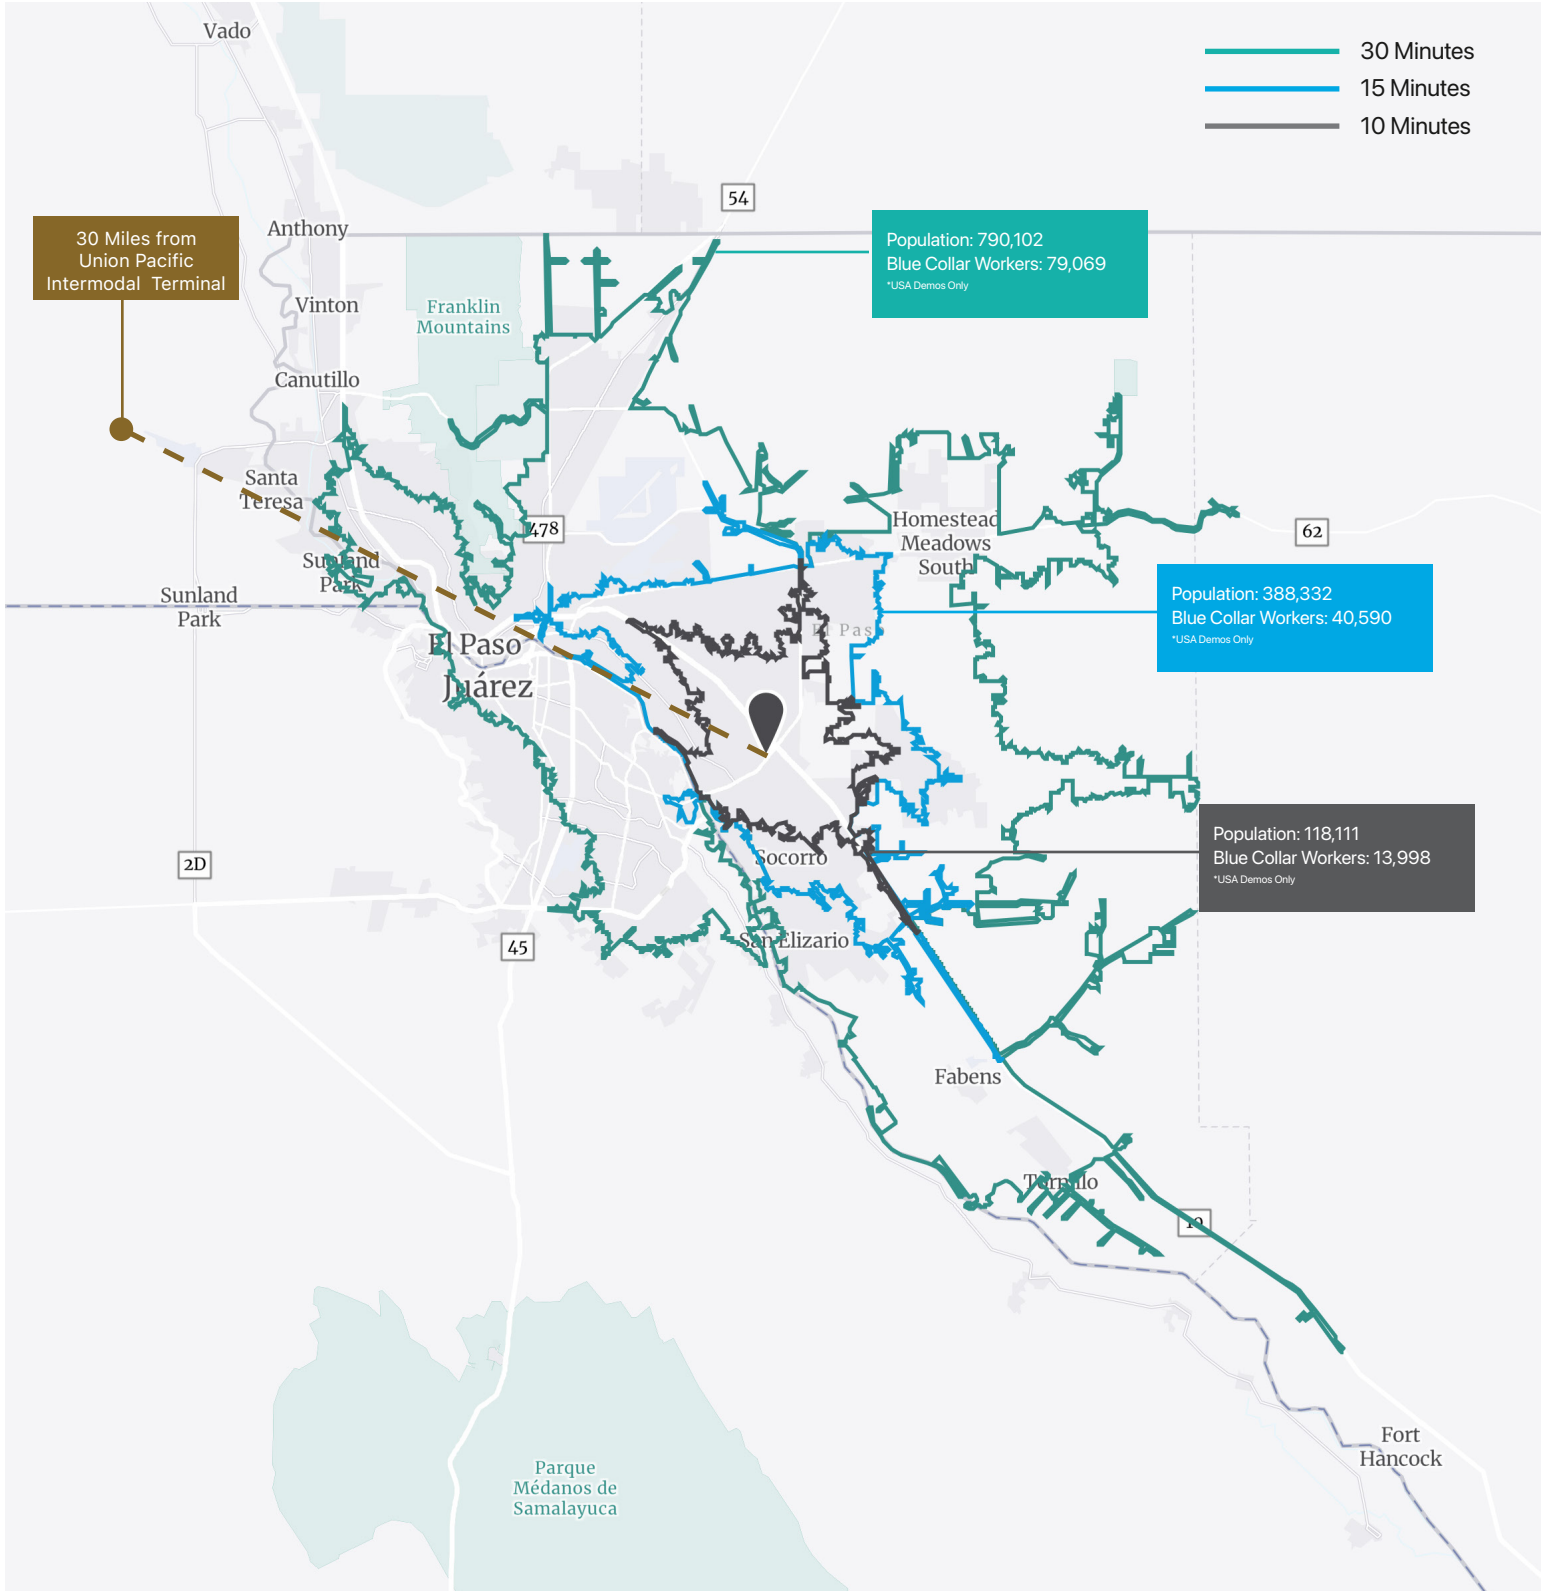 Vado
30 Minutes
15 Minutes
10 Minutes
54
30 Miles from
Union Pacific
Intermodal Terminal
Anthony
Population: 790,102
Blue Collar Workers: 79,069
*USA Demos Only
Vinton
Franklin
Mountains
Canutillo
Santa
Teresa
478
Homestead
Meadows
South
62
Sunland
Park
Sunland
Park
Population: 388,332
Blue Collar Workers: 40,590
*USA Demos Only
El Paso
El Paso
Juárez
Population: 118,111
Blue Collar Workers: 13,998
*USA Demos Only
2D
Socorro
45
San Elizario
Fabens
Tornillo
Fort
Hancock
Parque
Médanos de
Samalayuca